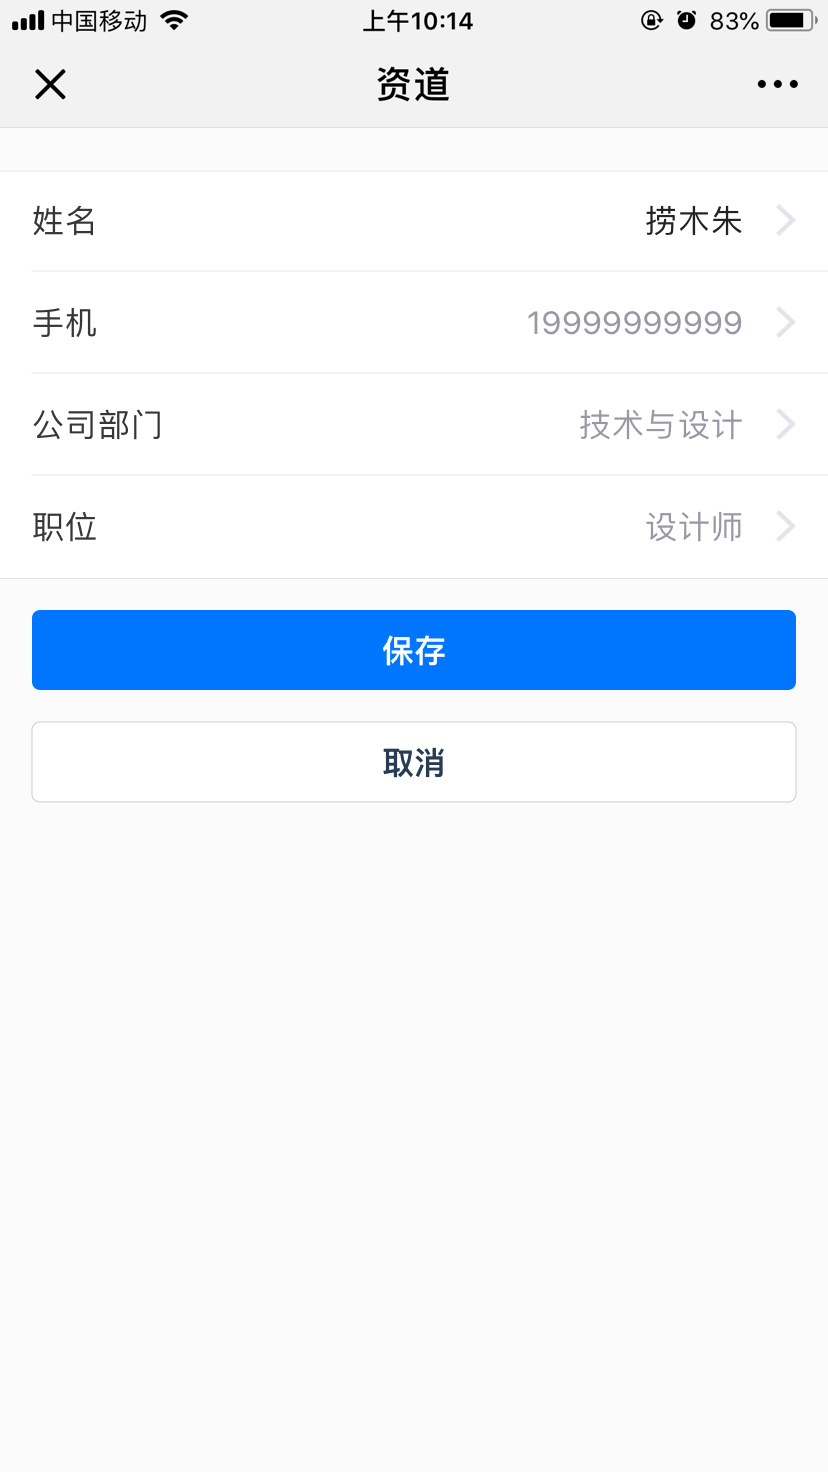 中国移动 上午10:14 83%
资道
姓名 捞木朱
手机 19999999999
公司部门 技术与设计
职位 设计师
保存
取消